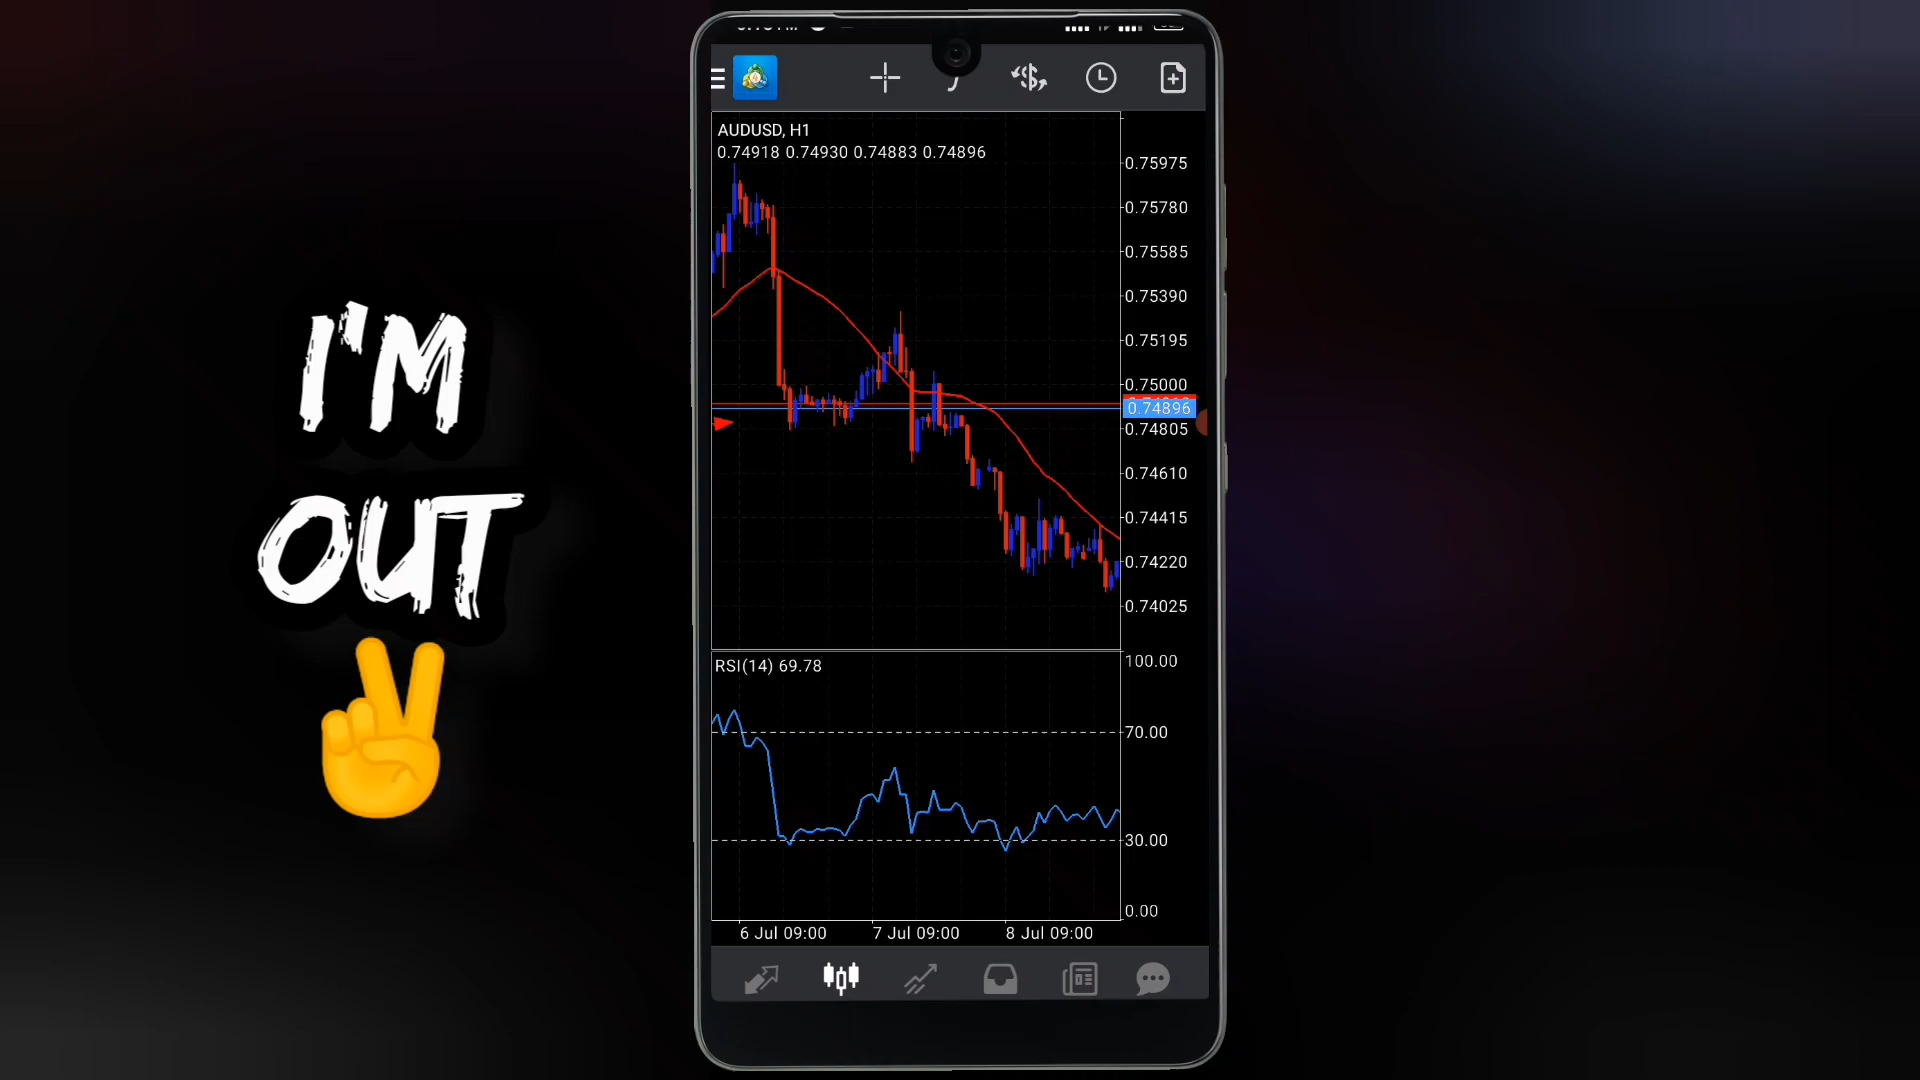 I'M
OUT
AUDUSD, H1
0.74918 0.74930 0.74883 0.74896
0.75975
0.75780
0.75585
0.75390
0.75195
0.75000
0.74896
0.74805
0.74610
0.74415
0.74220
0.74025
RSI(14) 69.78
100.00
70.00
30.00
0.00
6 Jul 09:00 7 Jul 09:00 8 Jul 09:00